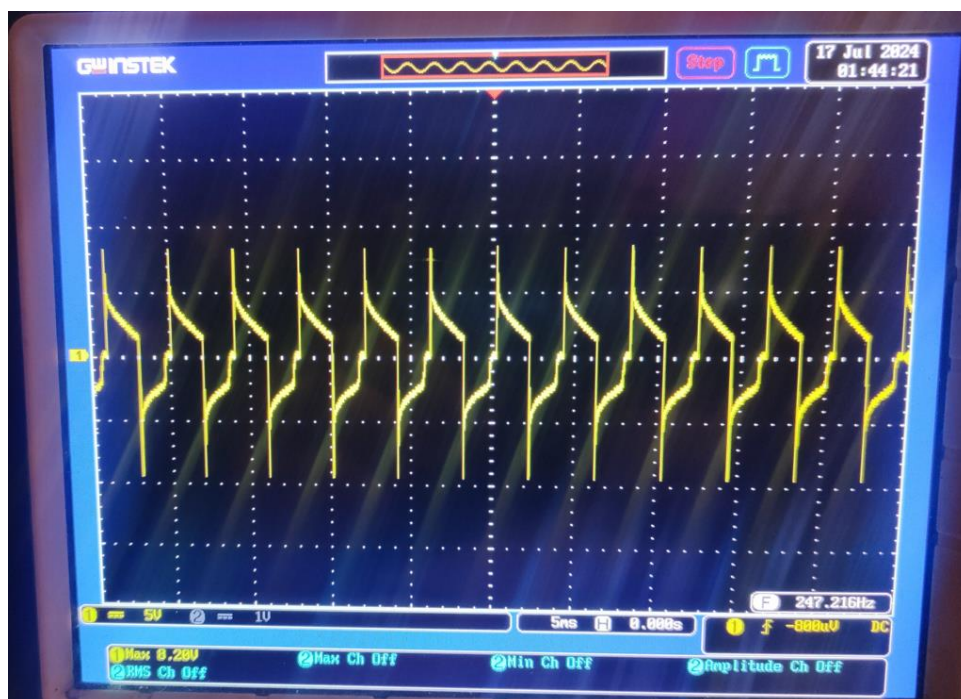 GWINSTEK
Stop
17 Jul 2024
01:44:21
1
F 247.216Hz
1 5V 2 1V
5ms H 0.000s
1 -800uV DC
1 Max 8.20V 2 Max Ch Off 2 Min Ch Off 2 Amplitude Ch Off
2 RMS Ch Off